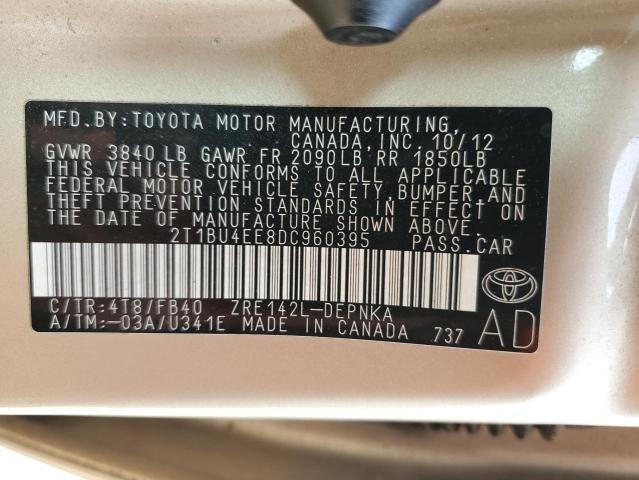 MFD. BY:TOYOTA MOTOR MANUFACTURING,
CANADA,INC.10/12
GVWR 3840 LB GAWR FR 2090LB,RR 1850LB
THIS VEHICLE CONFORMS TO ALL APPLICABLE
FEDERAL MOTOR VEHICLE SAFETY,BUMPER,AND
THEFT PREVENTION STANDARDS IN EFFECT ON
THE DATE OF MANUFACTURE SHOWN ABOVE.
2T1BU4EE8DC960395 PASS.CAR
C/TR:4T8/FB40 ZRE142L-DEPNKA
A/TM:-03A/U341E MADE IN CANADA 737 AD